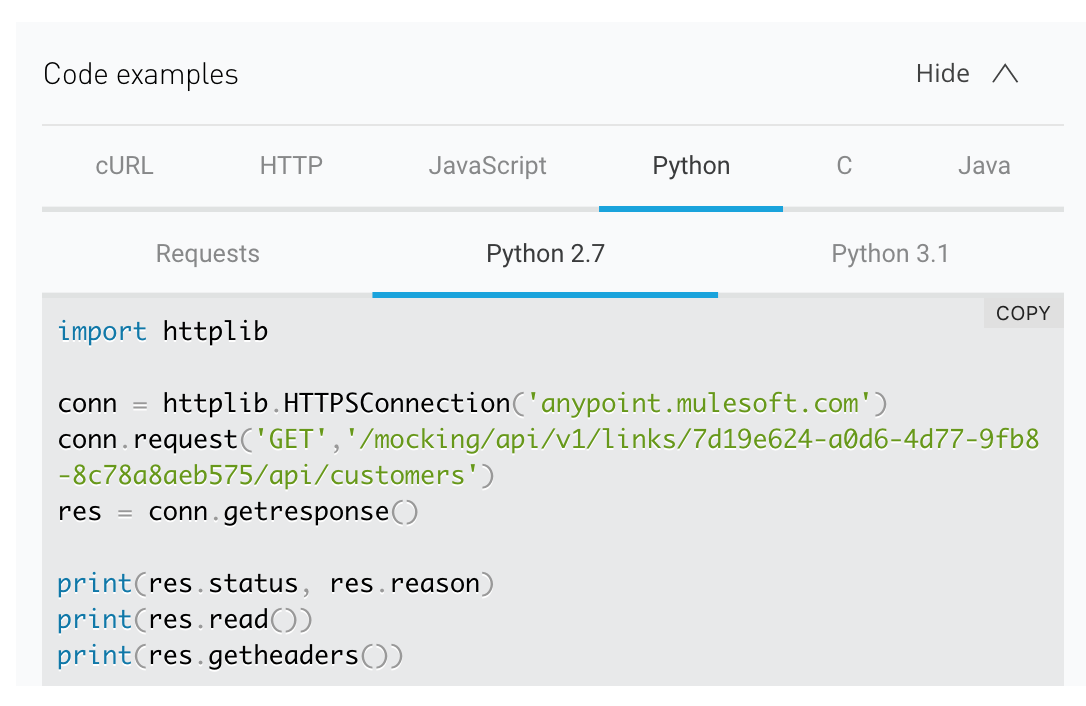 Code examples Hide
cURL HTTP JavaScript Python C Java
Requests Python 2.7 Python 3.1
COPY
import httplib
conn = httplib.HTTPSConnection('anypoint.mulesoft.com')
conn.request('GET','/mocking/api/v1/links/7d19e624-a0d6-4d77-9fb8
-8c78a8aeb575/api/customers')
res = conn.getresponse()
print(res.status, res.reason)
print(res.read())
print(res.getheaders())